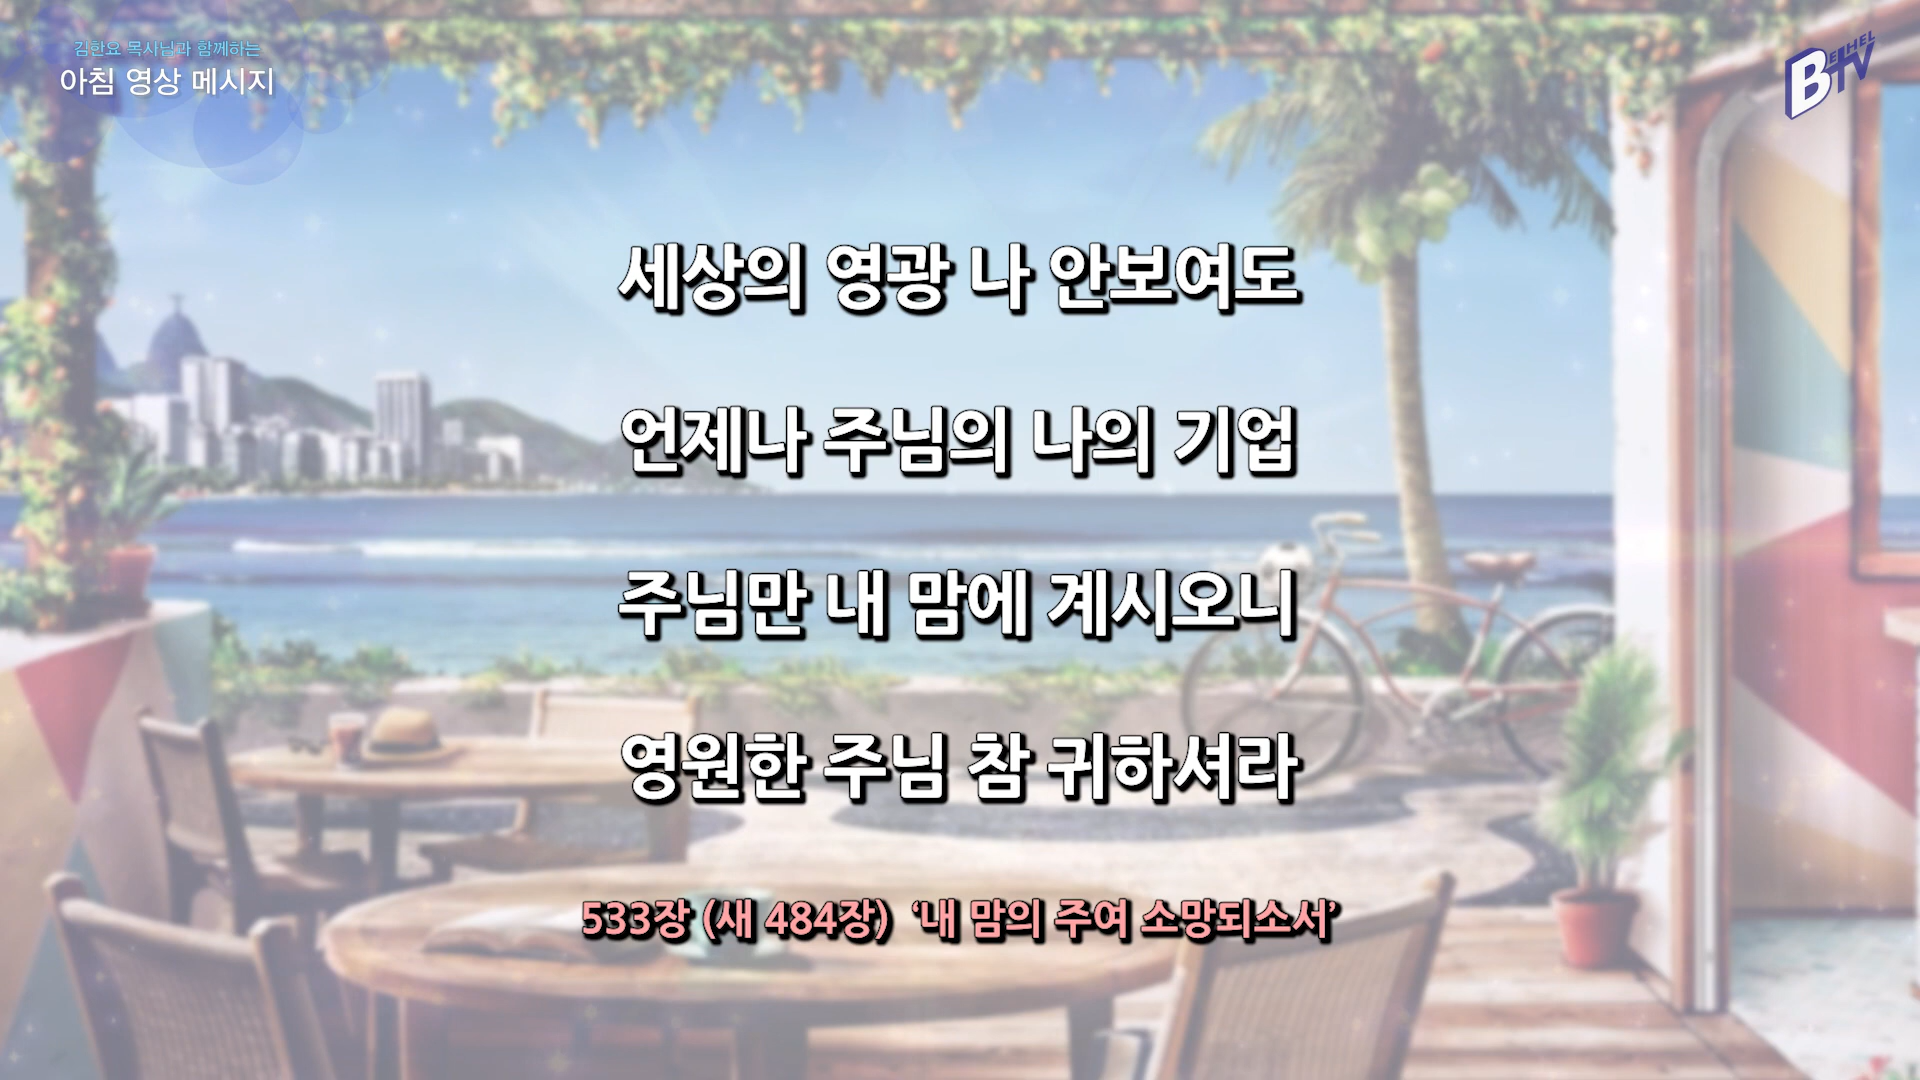 김한요 목사님과 함께하는
아침 영상 메시지
BETHEL TV
세상의 영광 나 안보여도
언제나 주님의 나의 기업
주님만 내 맘에 계시오니
영원한 주님 참 귀하셔라
533장 (새 484장) ‘내 맘의 주여 소망되소서’